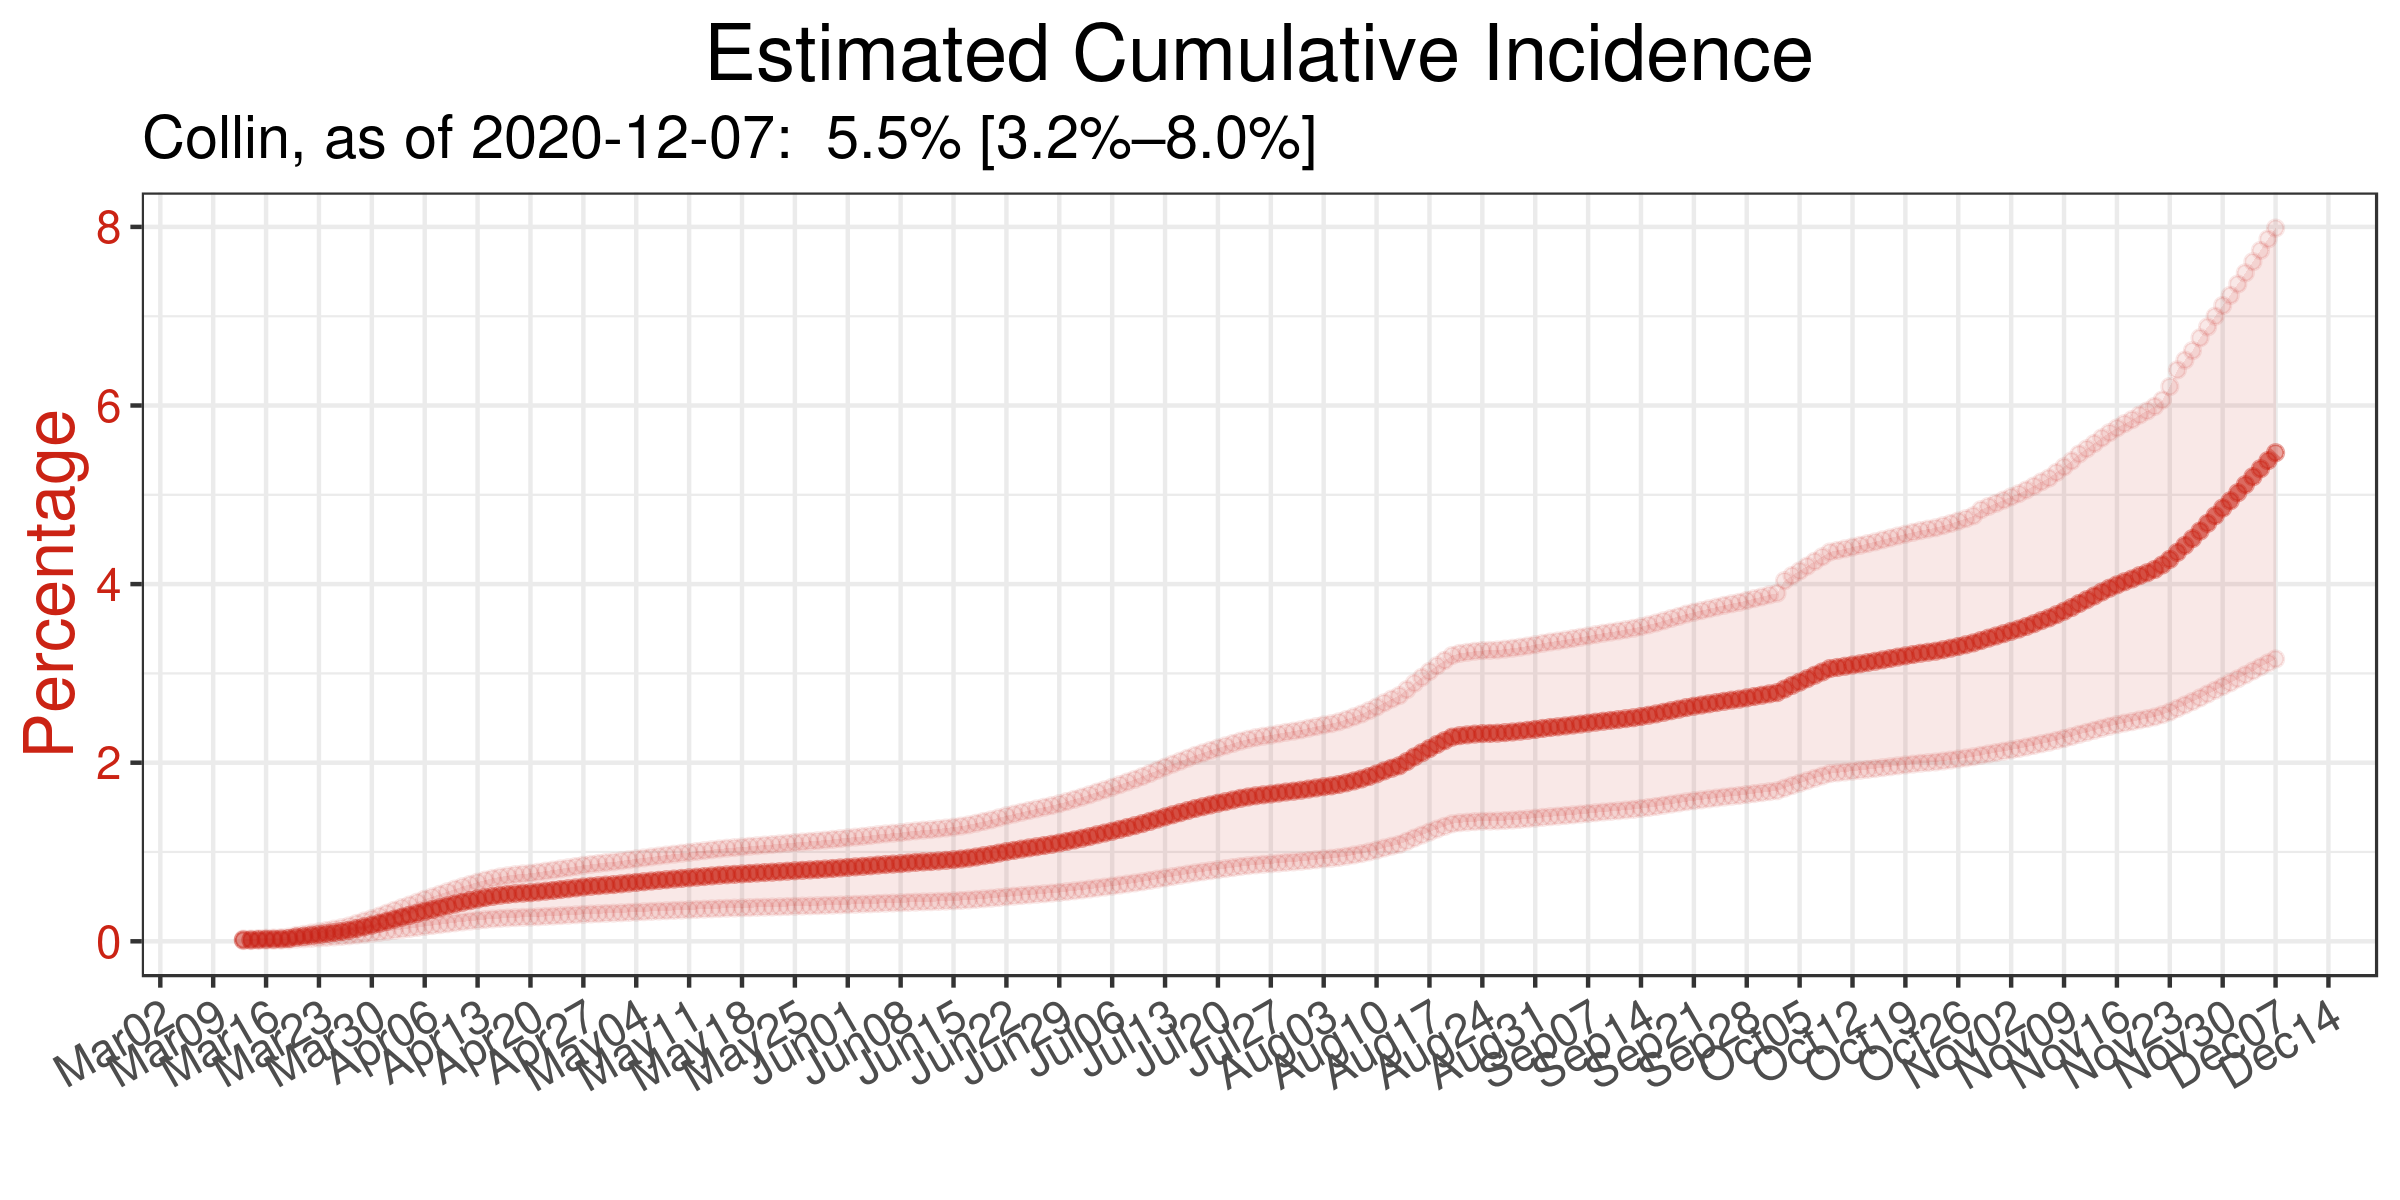 Estimated Cumulative Incidence
Collin, as of 2020-12-07:  5.5% [3.2%–8.0%]
Percentage
8
6
4
2
0
Mar02
Mar09
Mar16
Mar23
Mar30
Apr06
Apr13
Apr20
Apr27
May04
May11
May18
May25
Jun01
Jun08
Jun15
Jun22
Jun29
Jul06
Jul13
Jul20
Jul27
Aug03
Aug10
Aug17
Aug24
Aug31
Sep07
Sep14
Sep21
Sep28
Oct05
Oct12
Oct19
Oct26
Nov02
Nov09
Nov16
Nov23
Nov30
Dec07
Dec14